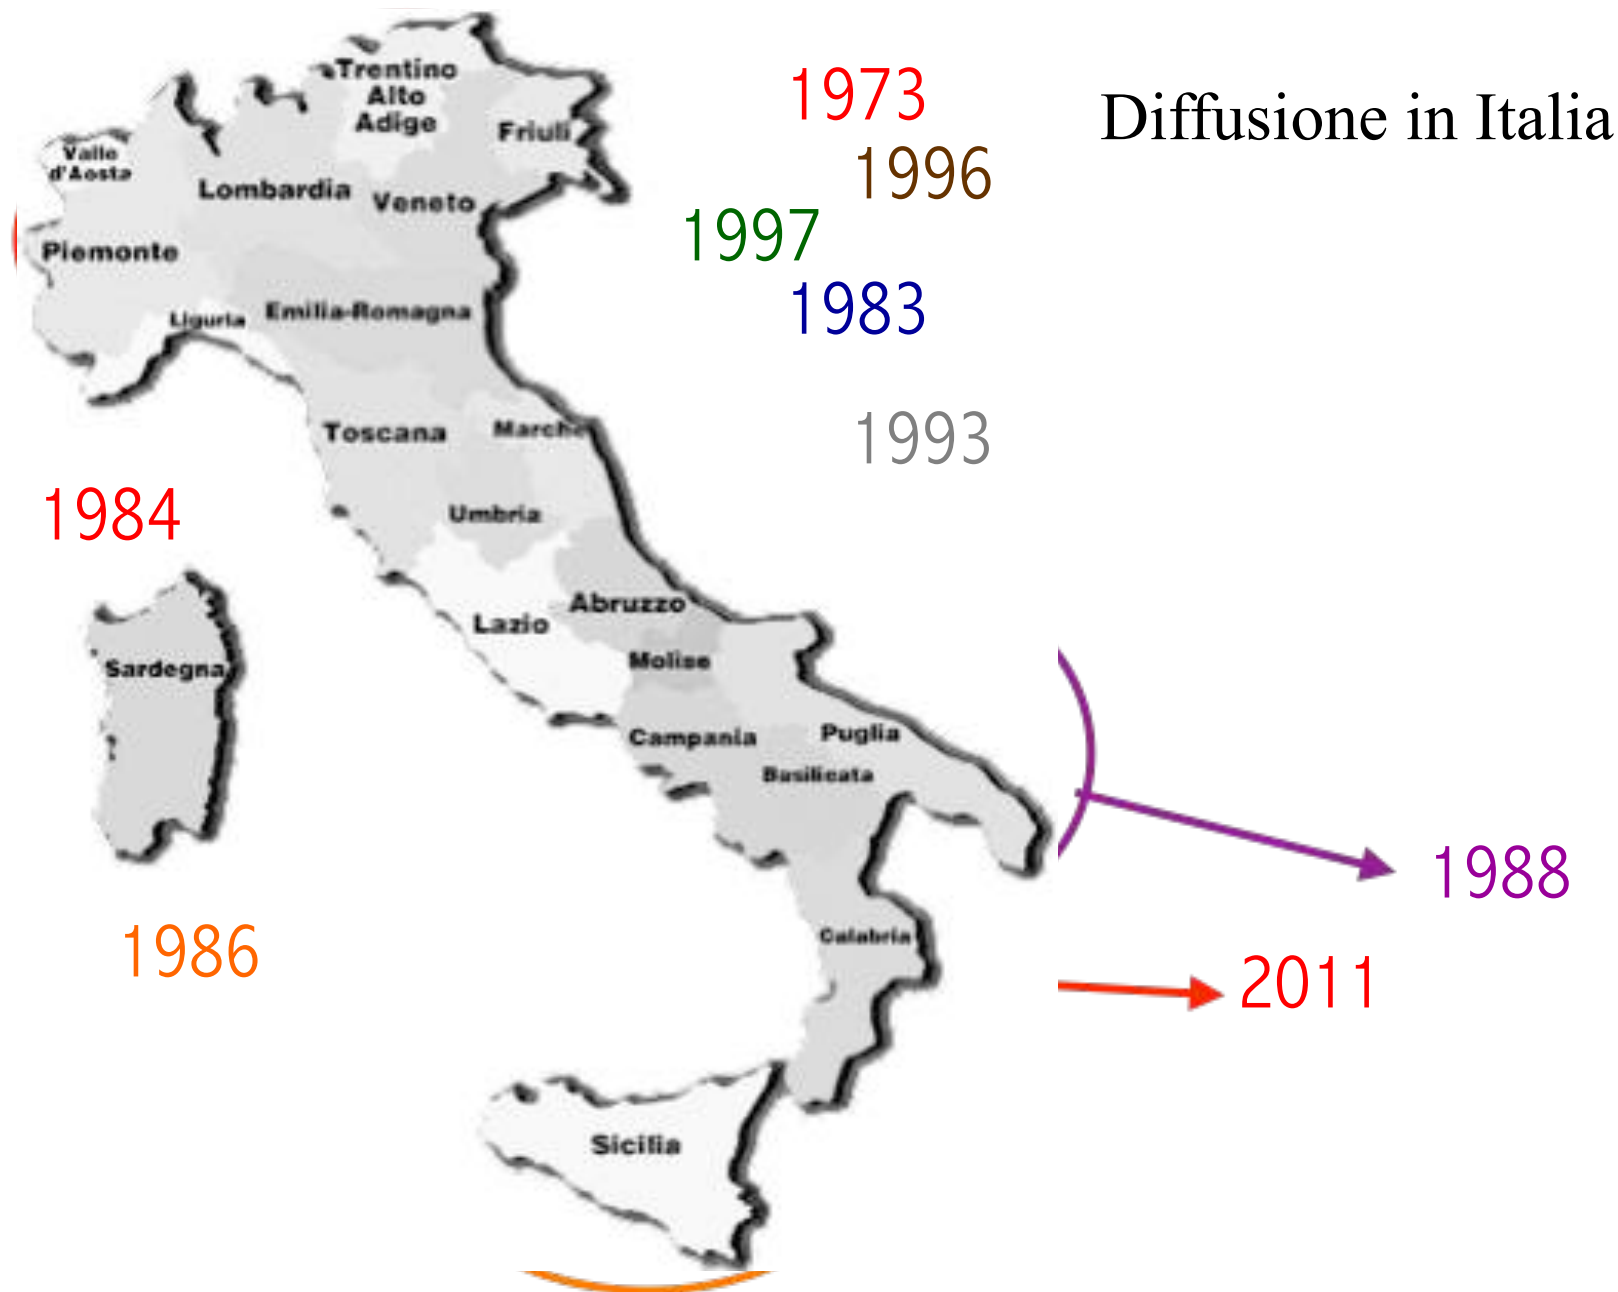 Diffusione in Italia
1973
1996
1997
1983
1993
1984
1988
1986
2011
Trentino
Alto
Adige
Friuli
Valle
d'Aosta
Lombardia
Veneto
Piemonte
Liguria
Emilia-Romagna
Toscana
Marche
Umbria
Abruzzo
Lazio
Molise
Sardegna
Campania
Puglia
Basilicata
Calabria
Sicilia